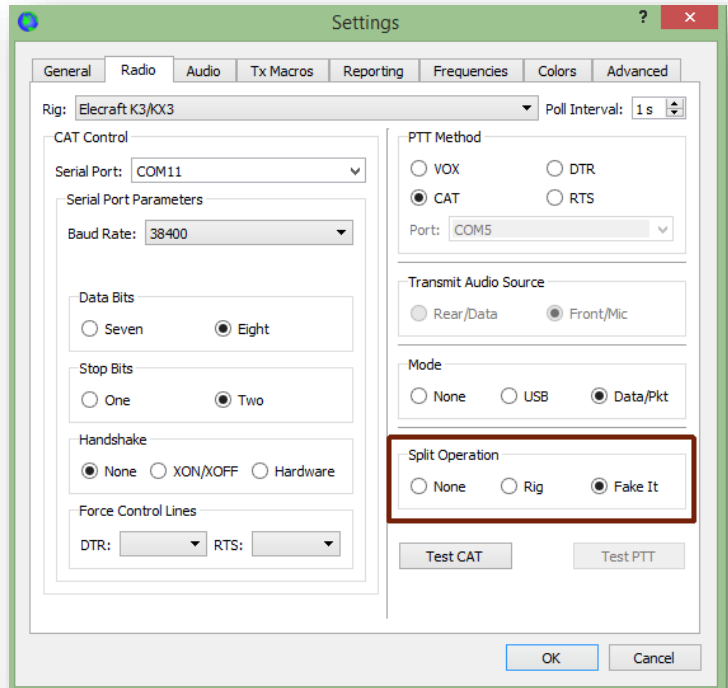 Settings
?
×
General Radio Audio Tx Macros Reporting Frequencies Colors Advanced
Rig: Elecraft K3/KX3 Poll Interval: 1 s
CAT Control
Serial Port: COM11
Serial Port Parameters
Baud Rate: 38400
Data Bits
Seven Eight
Stop Bits
One Two
Handshake
None XON/XOFF Hardware
Force Control Lines
DTR: RTS:
PTT Method
VOX DTR
CAT RTS
Port: COM5
Transmit Audio Source
Rear/Data Front/Mic
Mode
None USB Data/Pkt
Split Operation
None Rig Fake It
Test CAT Test PTT
OK Cancel